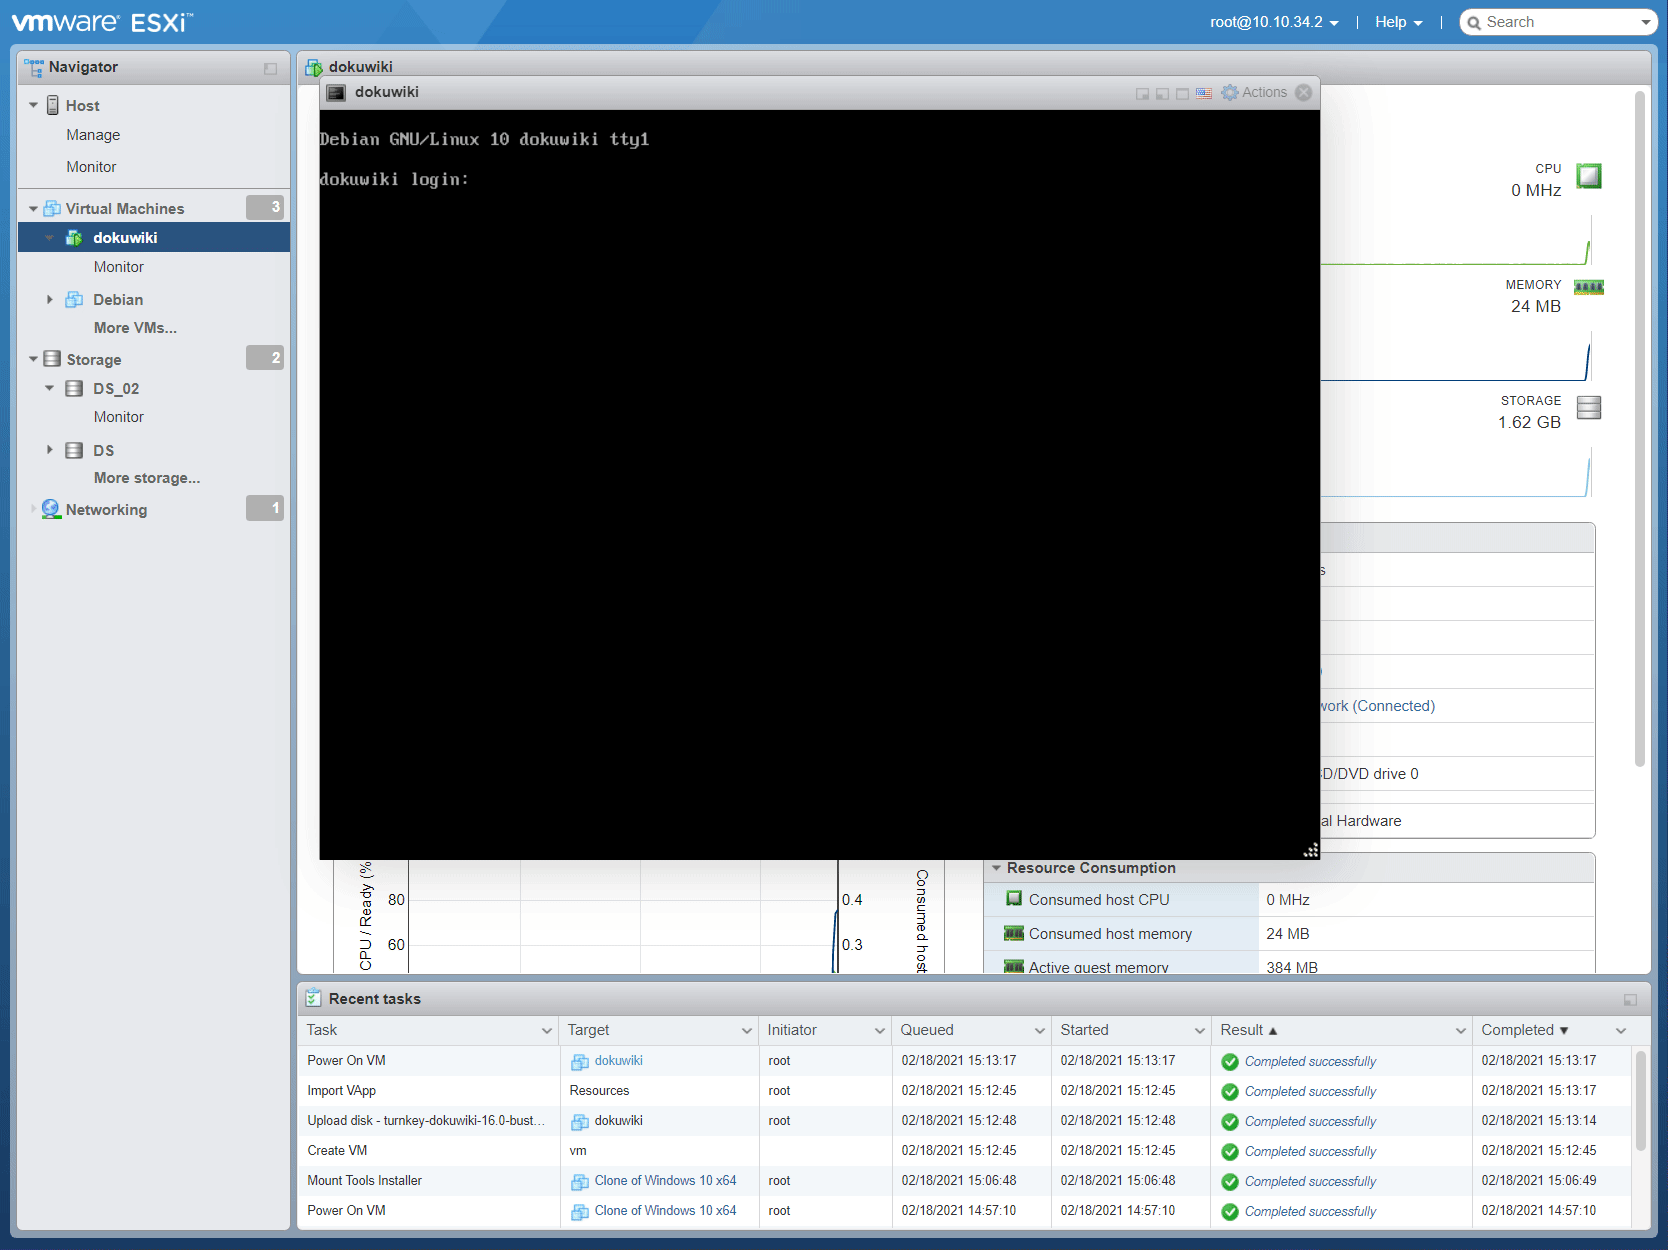 vmware ESXi™
root@10.10.34.2
Help
Search
Navigator
Host
Manage
Monitor
Virtual Machines 3
dokuwiki
Monitor
Debian
More VMs...
Storage 2
DS_02
Monitor
DS
More storage...
Networking 1
dokuwiki
dokuwiki
Actions
Debian GNU/Linux 10 dokuwiki tty1
dokuwiki login:
CPU
0 MHz
MEMORY
24 MB
STORAGE
1.62 GB
s
)
work (Connected)
CD/DVD drive 0
al Hardware
CPU / Ready (%
80
60
0.4
0.3
Consumed host
Resource Consumption
Consumed host CPU 0 MHz
Consumed host memory 24 MB
Active guest memory 384 MB
Recent tasks
Task Target Initiator Queued Started Result Completed
Power On VM dokuwiki root 02/18/2021 15:13:17 02/18/2021 15:13:17 Completed successfully 02/18/2021 15:13:17
Import VApp Resources root 02/18/2021 15:12:45 02/18/2021 15:12:45 Completed successfully 02/18/2021 15:13:17
Upload disk - turnkey-dokuwiki-16.0-bust... dokuwiki root 02/18/2021 15:12:48 02/18/2021 15:12:48 Completed successfully 02/18/2021 15:13:14
Create VM vm 02/18/2021 15:12:45 02/18/2021 15:12:45 Completed successfully 02/18/2021 15:12:45
Mount Tools Installer Clone of Windows 10 x64 root 02/18/2021 15:06:48 02/18/2021 15:06:48 Completed successfully 02/18/2021 15:06:49
Power On VM Clone of Windows 10 x64 root 02/18/2021 14:57:10 02/18/2021 14:57:10 Completed successfully 02/18/2021 14:57:10